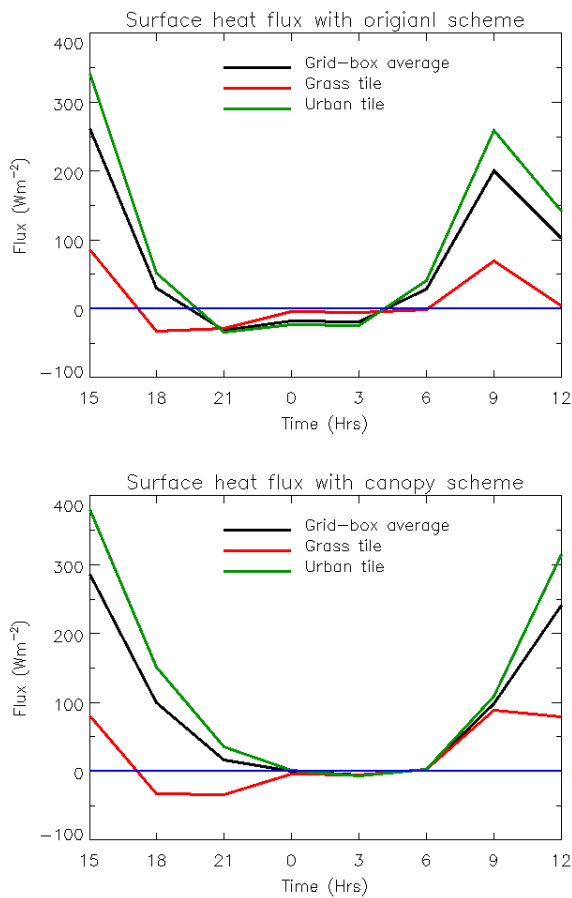 Surface heat flux with origianl scheme
400
300
200
100
0
−100
Flux (Wm−2)
Grid−box average
Grass tile
Urban tile
15 18 21 0 3 6 9 12
Time (Hrs)
Surface heat flux with canopy scheme
400
300
200
100
0
−100
Flux (Wm−2)
Grid−box average
Grass tile
Urban tile
15 18 21 0 3 6 9 12
Time (Hrs)